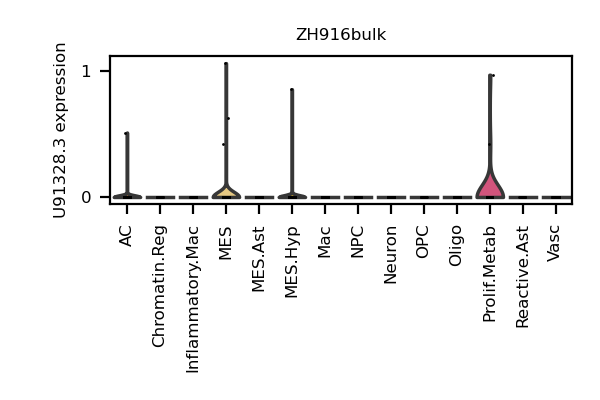 ZH916bulk
U91328.3 expression
1
0
AC
Chromatin.Reg
Inflammatory.Mac
MES
MES.Ast
MES.Hyp
Mac
NPC
Neuron
OPC
Oligo
Prolif.Metab
Reactive.Ast
Vasc